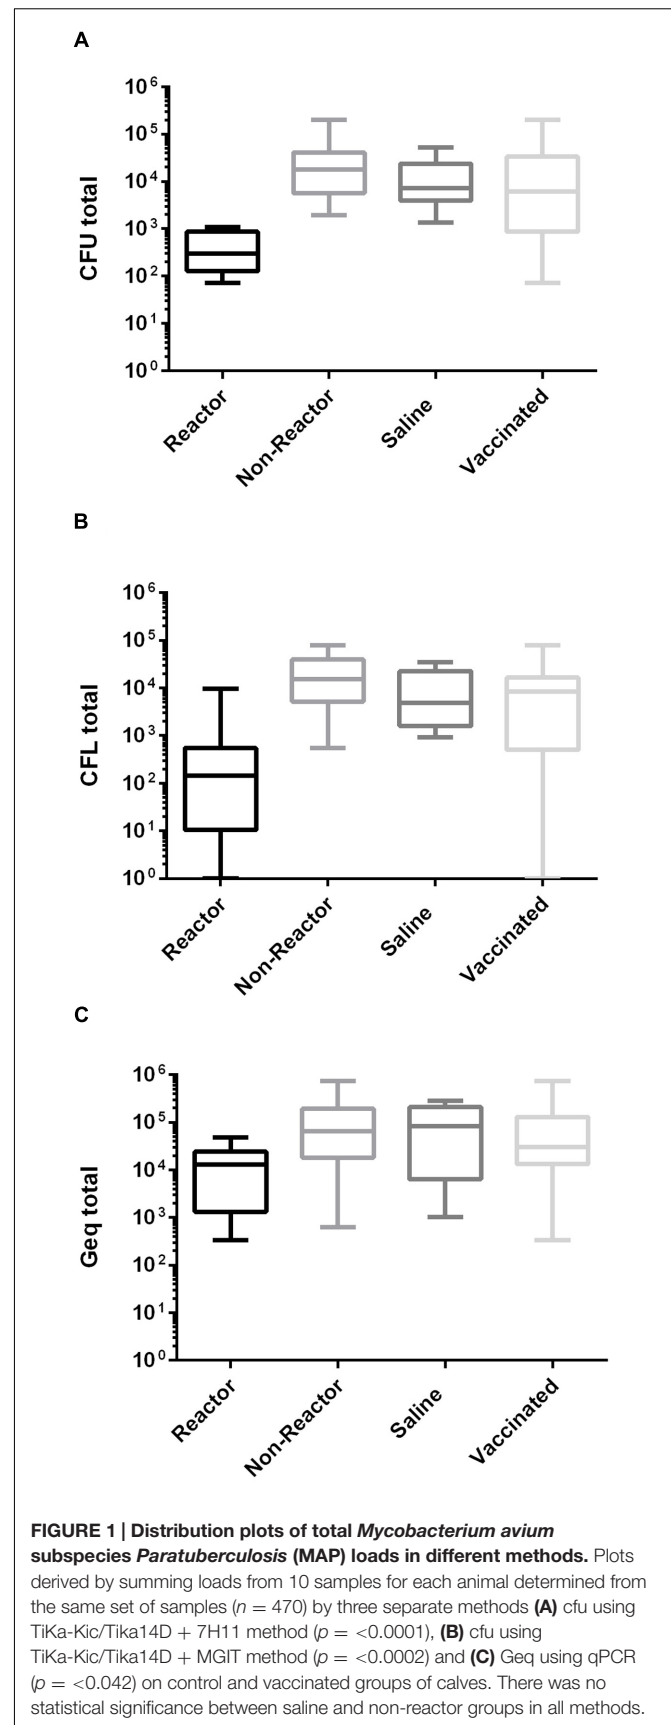 A
10⁶
10⁵
10⁴
10³
10²
10¹
10⁰
CFU total
Reactor
Non-Reactor
Saline
Vaccinated
B
10⁶
10⁵
10⁴
10³
10²
10¹
10⁰
CFL total
Reactor
Non-Reactor
Saline
Vaccinated
C
10⁶
10⁵
10⁴
10³
10²
10¹
10⁰
Geq total
Reactor
Non-Reactor
Saline
Vaccinated
FIGURE 1 | Distribution plots of total Mycobacterium avium
subspecies Paratuberculosis (MAP) loads in different methods. Plots
derived by summing loads from 10 samples for each animal determined from
the same set of samples (n = 470) by three separate methods (A) cfu using
TiKa-Kic/Tika14D + 7H11 method (p = <0.0001), (B) cfu using
TiKa-Kic/Tika14D + MGIT method (p = <0.0002) and (C) Geq using qPCR
(p = <0.042) on control and vaccinated groups of calves. There was no
statistical significance between saline and non-reactor groups in all methods.